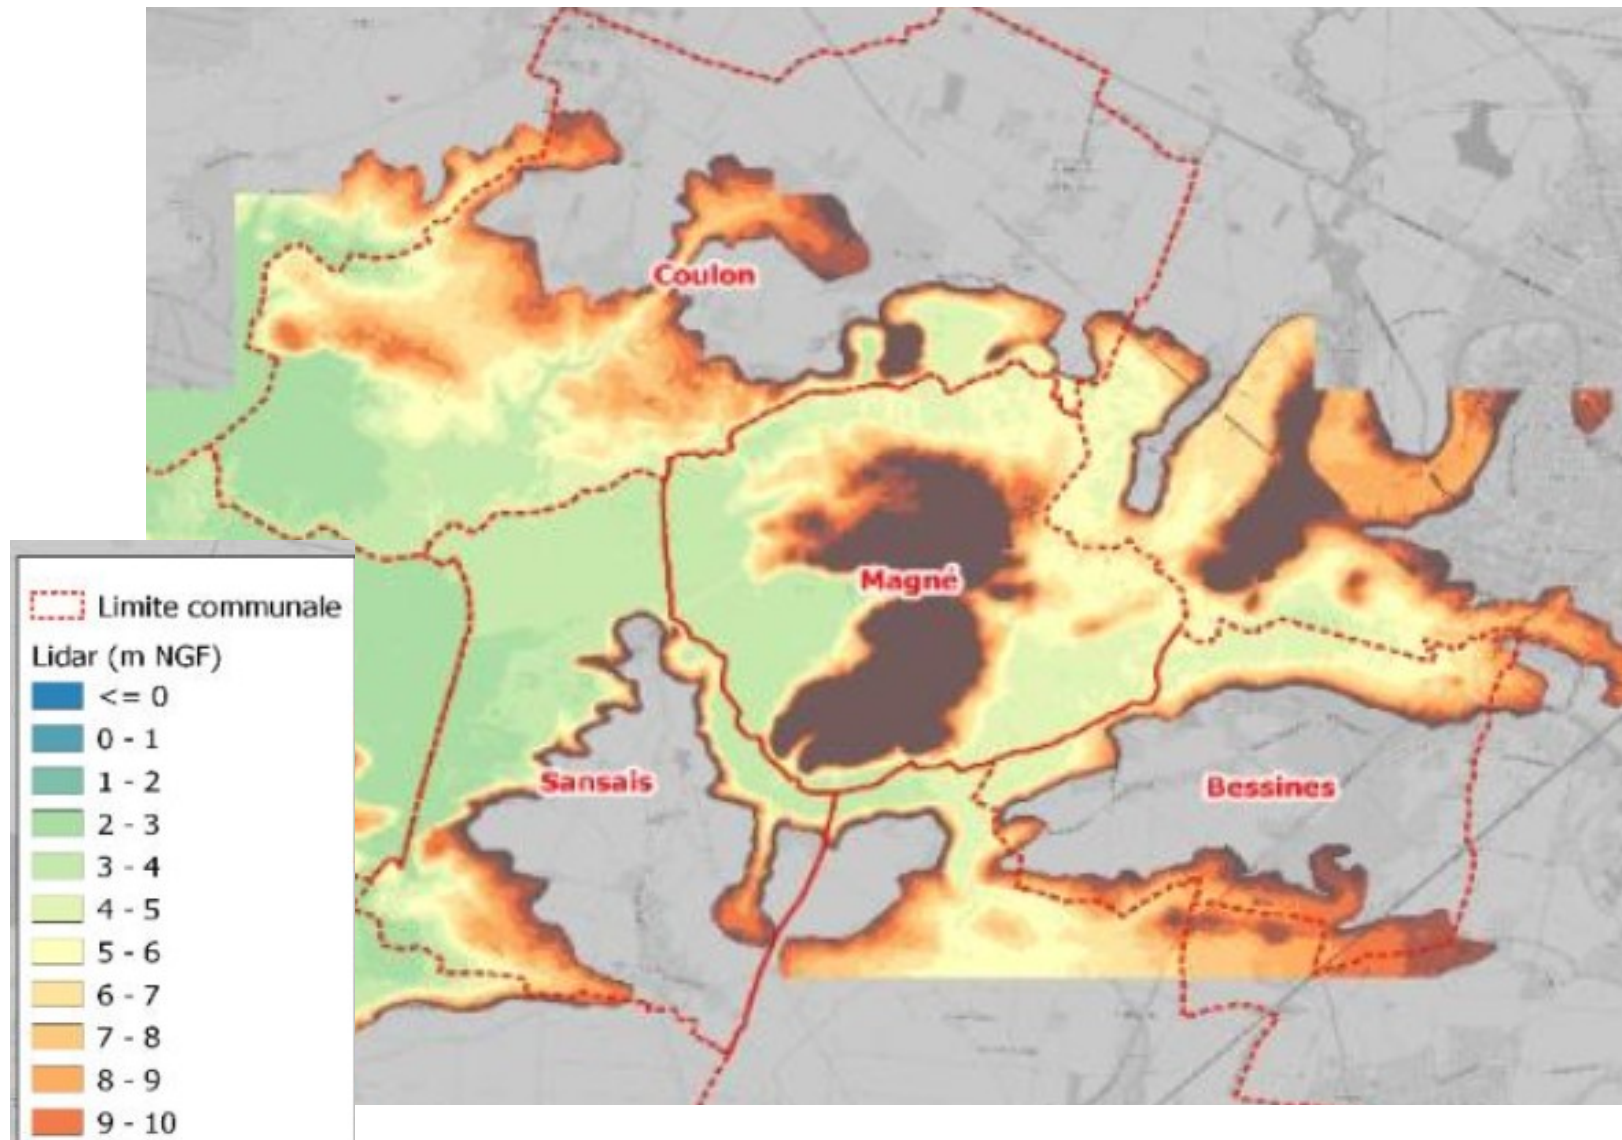 Coulon
Magné
Sansais
Bessines
Limite communale
Lidar (m NGF)
<= 0
0 - 1
1 - 2
2 - 3
3 - 4
4 - 5
5 - 6
6 - 7
7 - 8
8 - 9
9 - 10